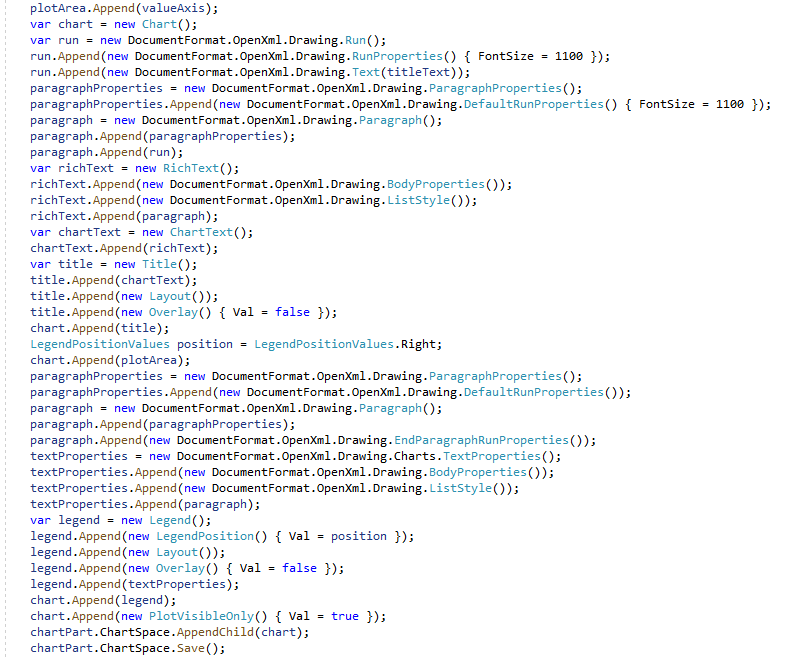 plotArea.Append(valueAxis);
var chart = new Chart();
var run = new DocumentFormat.OpenXml.Drawing.Run();
run.Append(new DocumentFormat.OpenXml.Drawing.RunProperties() { FontSize = 1100 });
run.Append(new DocumentFormat.OpenXml.Drawing.Text(titleText));
paragraphProperties = new DocumentFormat.OpenXml.Drawing.ParagraphProperties();
paragraphProperties.Append(new DocumentFormat.OpenXml.Drawing.DefaultRunProperties() { FontSize = 1100 });
paragraph = new DocumentFormat.OpenXml.Drawing.Paragraph();
paragraph.Append(paragraphProperties);
paragraph.Append(run);
var richText = new RichText();
richText.Append(new DocumentFormat.OpenXml.Drawing.BodyProperties());
richText.Append(new DocumentFormat.OpenXml.Drawing.ListStyle());
richText.Append(paragraph);
var chartText = new ChartText();
chartText.Append(richText);
var title = new Title();
title.Append(chartText);
title.Append(new Layout());
title.Append(new Overlay() { Val = false });
chart.Append(title);
LegendPositionValues position = LegendPositionValues.Right;
chart.Append(plotArea);
paragraphProperties = new DocumentFormat.OpenXml.Drawing.ParagraphProperties();
paragraphProperties.Append(new DocumentFormat.OpenXml.Drawing.DefaultRunProperties());
paragraph = new DocumentFormat.OpenXml.Drawing.Paragraph();
paragraph.Append(paragraphProperties);
paragraph.Append(new DocumentFormat.OpenXml.Drawing.EndParagraphRunProperties());
textProperties = new DocumentFormat.OpenXml.Drawing.Charts.TextProperties();
textProperties.Append(new DocumentFormat.OpenXml.Drawing.BodyProperties());
textProperties.Append(new DocumentFormat.OpenXml.Drawing.ListStyle());
textProperties.Append(paragraph);
var legend = new Legend();
legend.Append(new LegendPosition() { Val = position });
legend.Append(new Layout());
legend.Append(new Overlay() { Val = false });
legend.Append(textProperties);
chart.Append(legend);
chart.Append(new PlotVisibleOnly() { Val = true });
chartPart.ChartSpace.AppendChild(chart);
chartPart.ChartSpace.Save();